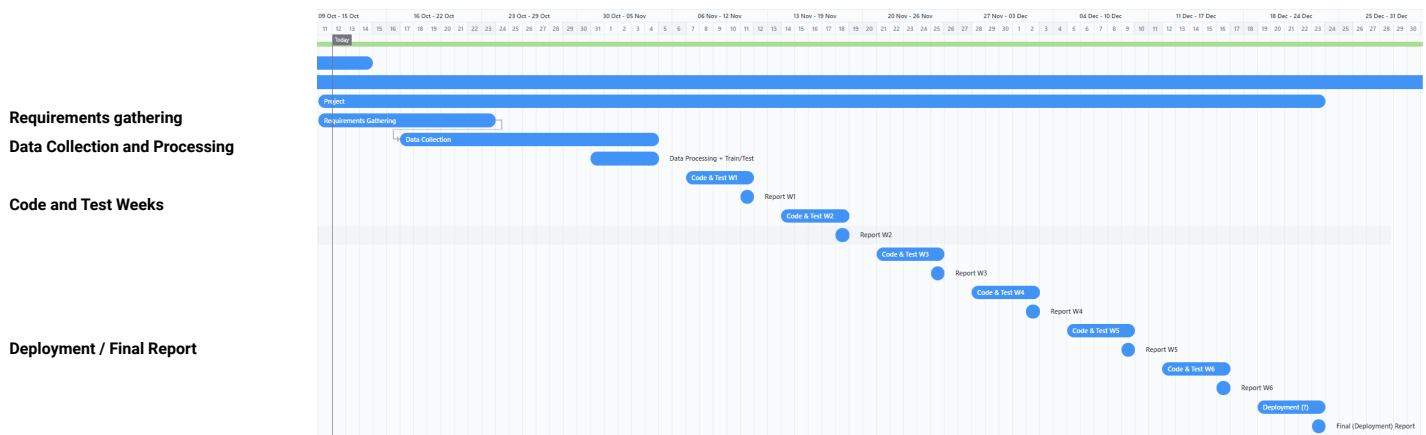 09 Oct - 15 Oct 16 Oct - 22 Oct 23 Oct - 29 Oct 30 Oct - 05 Nov 06 Nov - 12 Nov 13 Nov - 19 Nov 20 Nov - 26 Nov 27 Nov - 03 Dec 04 Dec - 10 Dec 11 Dec - 17 Dec 18 Dec - 24 Dec 25 Dec - 31 Dec
11 12 13 14 15 16 17 18 19 20 21 22 23 24 25 26 27 28 29 30 31 1 2 3 4 5 6 7 8 9 10 11 12 13 14 15 16 17 18 19 20 21 22 23 24 25 26 27 28 29 30 1 2 3 4 5 6 7 8 9 10 11 12 13 14 15 16 17 18 19 20 21 22 23 24 25 26 27 28 29 30
Today
Project
Requirements gathering
Requirements Gathering
Data Collection
Data Collection and Processing
Data Processing + Train/Test
Code & Test W1
Report W1
Code and Test Weeks
Code & Test W2
Report W2
Code & Test W3
Report W3
Code & Test W4
Report W4
Code & Test W5
Deployment / Final Report
Report W5
Code & Test W6
Report W6
Deployment (?)
Final (Deployment) Report